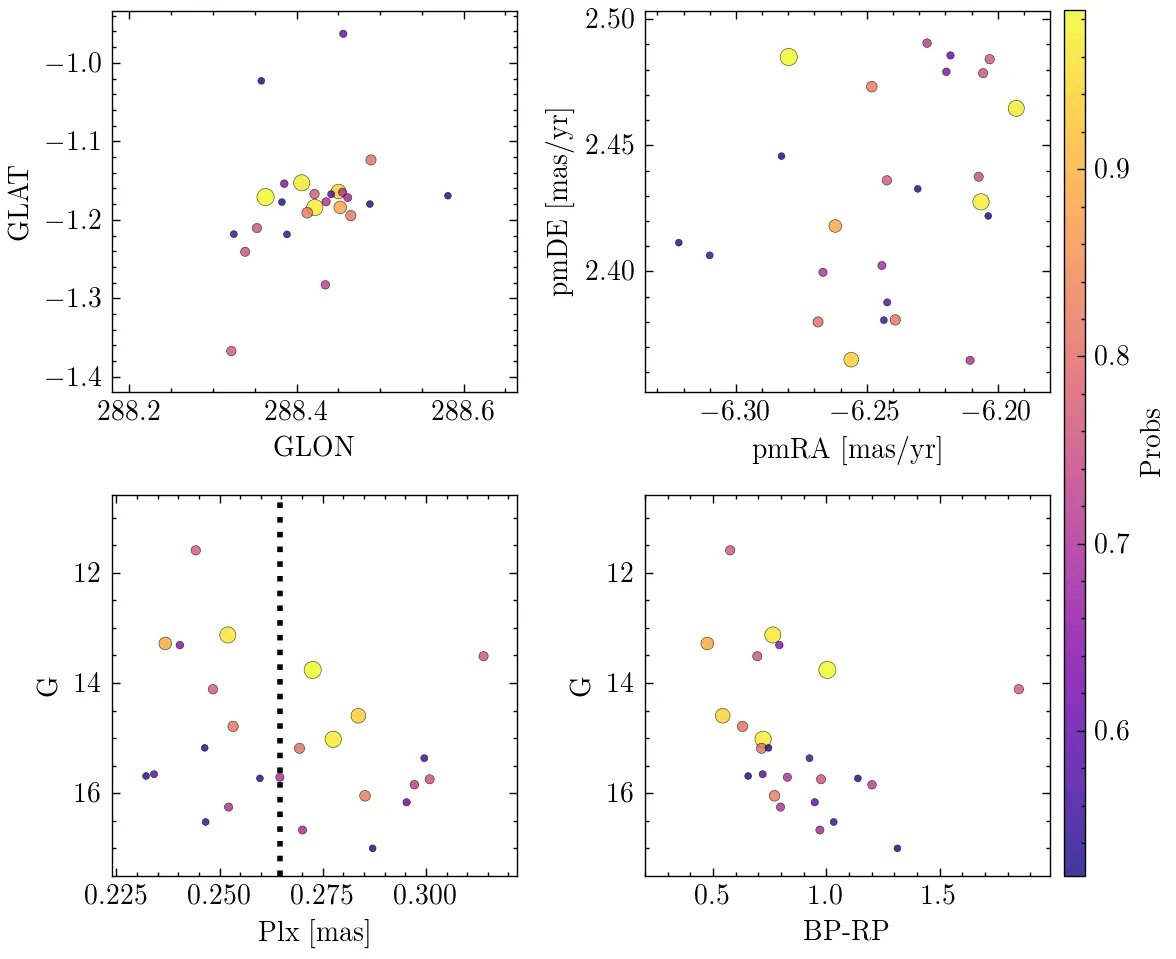 −1.0
−1.1
−1.2
−1.3
−1.4
GLAT
288.2 288.4 288.6
GLON
2.50
2.45
2.40
pmDE [mas/yr]
−6.30 −6.25 −6.20
pmRA [mas/yr]
12
14
16
G
0.225 0.250 0.275 0.300
Plx [mas]
12
14
16
G
0.5 1.0 1.5
BP-RP
0.9
0.8
0.7
0.6
Probs